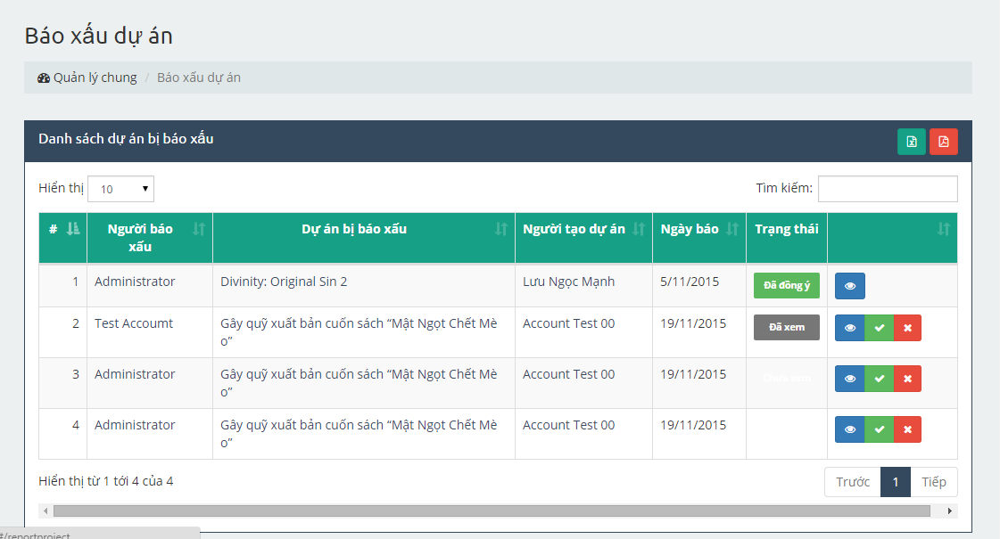 Báo xấu dự án
Quản lý chung / Báo xấu dự án
Danh sách dự án bị báo xấu
Hiển thị 10 Tìm kiếm:
# Người báo xấu Dự án bị báo xấu Người tạo dự án Ngày báo Trạng thái
1 Administrator Divinity: Original Sin 2 Lưu Ngọc Mạnh 5/11/2015 Đã đồng ý
2 Test Accoumt Gây quỹ xuất bản cuốn sách “Mật Ngọt Chết Mè Account Test 00 19/11/2015 Đã xem
o”
3 Administrator Gây quỹ xuất bản cuốn sách “Mật Ngọt Chết Mè Account Test 00 19/11/2015 Chưa xem
o”
4 Administrator Gây quỹ xuất bản cuốn sách “Mật Ngọt Chết Mè Account Test 00 19/11/2015
o”
Hiển thị từ 1 tới 4 của 4 Trước 1 Tiếp
#/reportproject